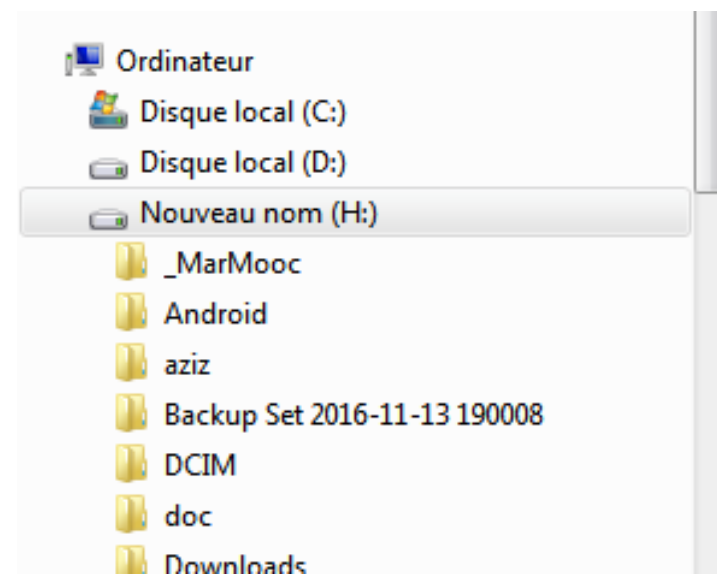 Ordinateur
Disque local (C:)
Disque local (D:)
Nouveau nom (H:)
_MarMooc
Android
aziz
Backup Set 2016-11-13 190008
DCIM
doc
Downloads